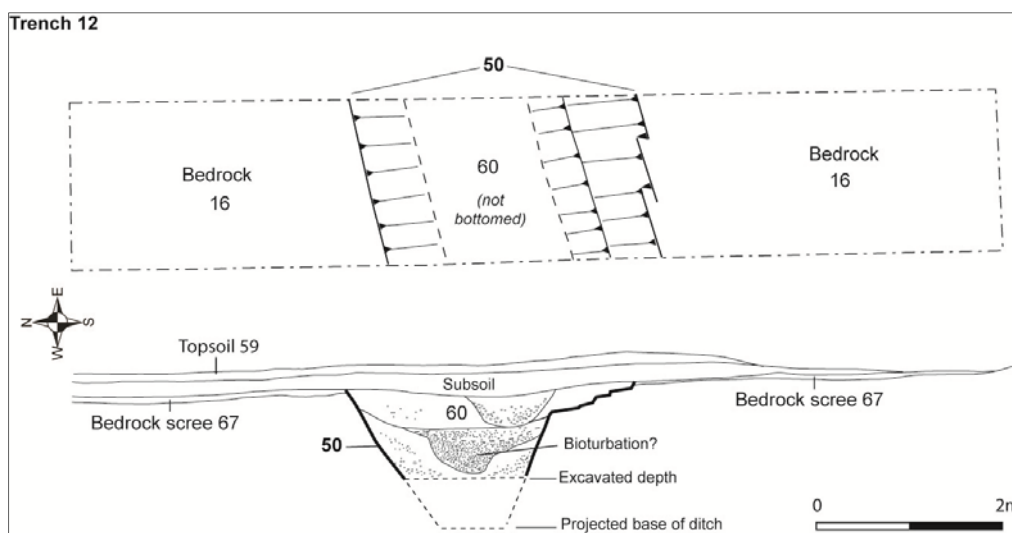 Trench 12
50
Bedrock
16
60
(not
bottomed)
Bedrock
16
E
N
S
W
Topsoil 59
Subsoil
60
Bedrock scree 67
Bedrock scree 67
50
Bioturbation?
Excavated depth
Projected base of ditch
0
2m